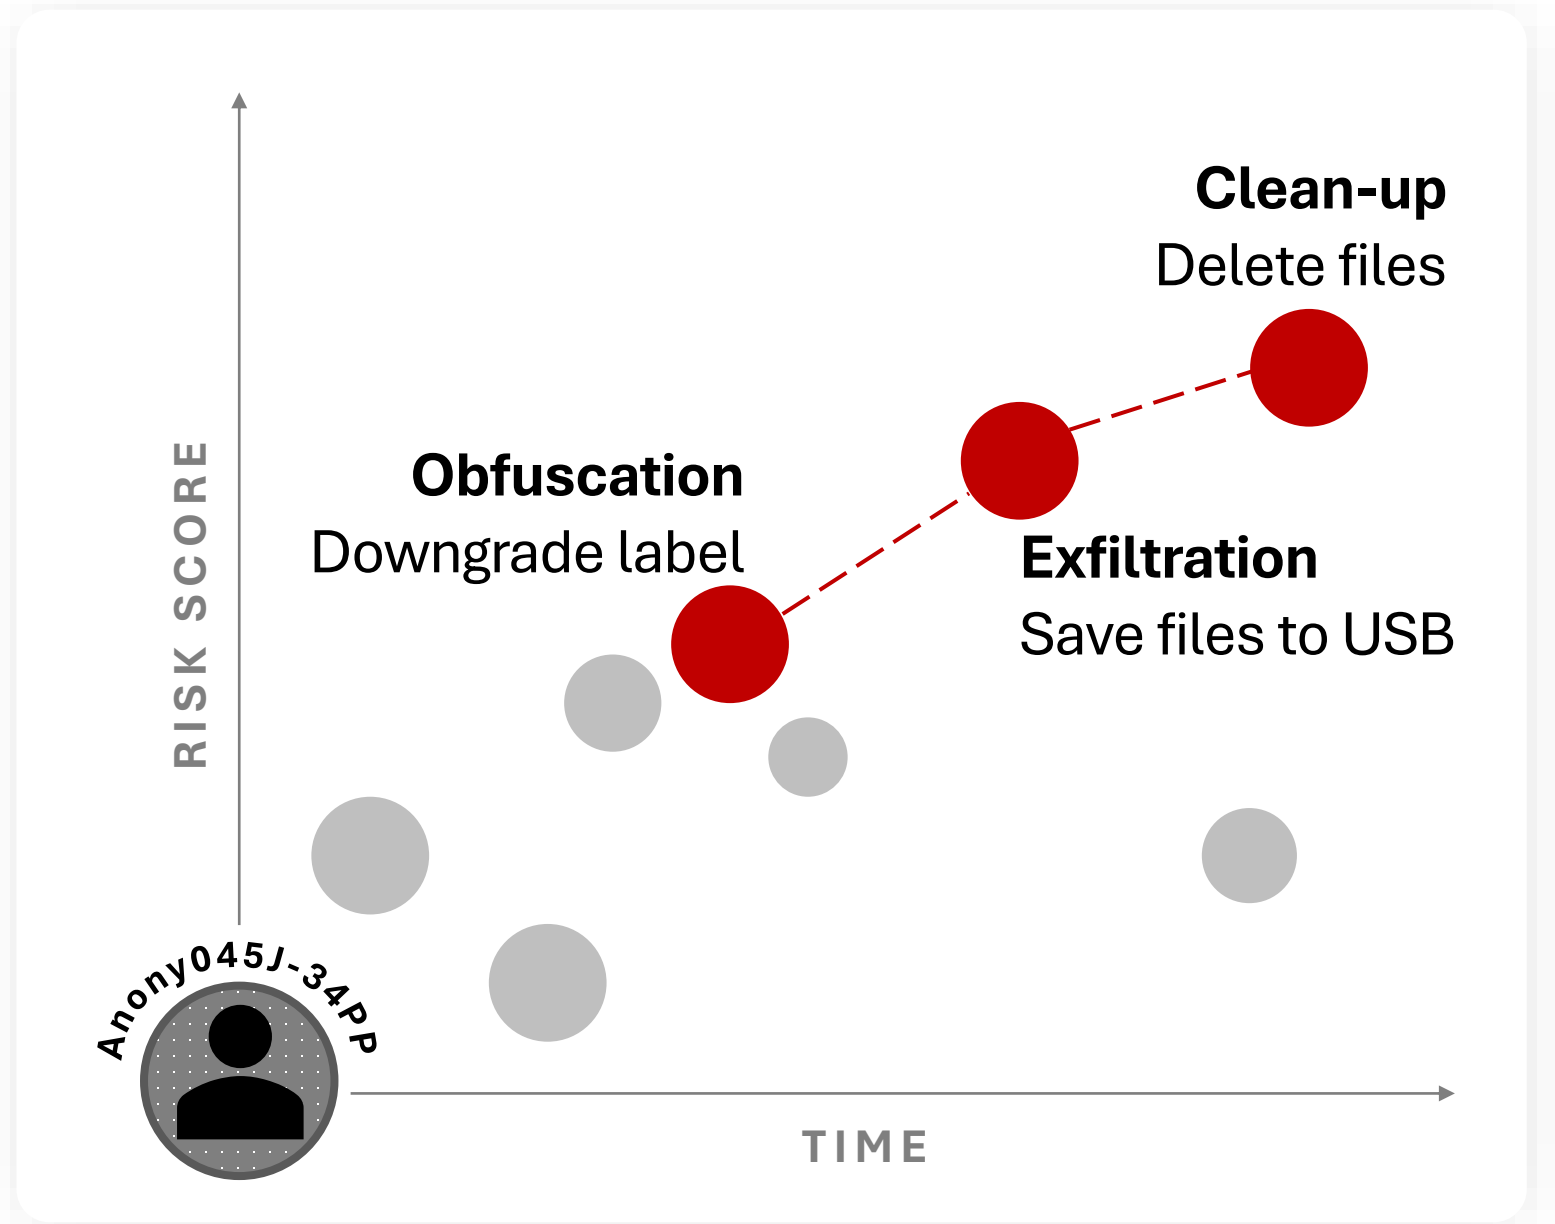 Clean-up
Delete files
Obfuscation
Downgrade label
Exfiltration
Save files to USB
RISK SCORE
Anony045J-34PP
TIME